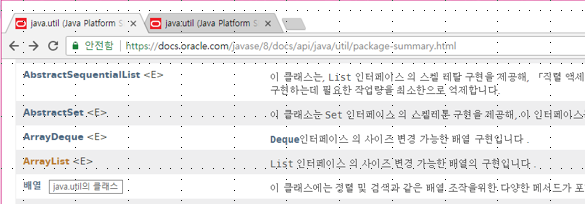 java.util (Java Platform S
java.util (Java Platform S
안전함 https://docs.oracle.com/javase/8/docs/api/java/util/package-summary.html
AbstractSequentialList <E>
이 클래스는, List 인터페이스 의 스켈 레탈 구현을 제공해, 「직렬 액세
구현하는데 필요한 작업량을 최소한으로 억제합니다.
AbstractSet <E>
이 클래스는 Set 인터페이스 의 스켈레톤 구현을 제공해, 이 인터페이스
ArrayDeque <E>
Deque인터페이스 의 사이즈 변경 가능한 배열 구현입니다 .
ArrayList <E>
List 인터페이스 의 사이즈 변경 가능한 배열의 구현입니다 .
배열 java.util의 클래스
이 클래스에는 정렬 및 검색과 같은 배열 조작을위한 다양한 메서드가 포